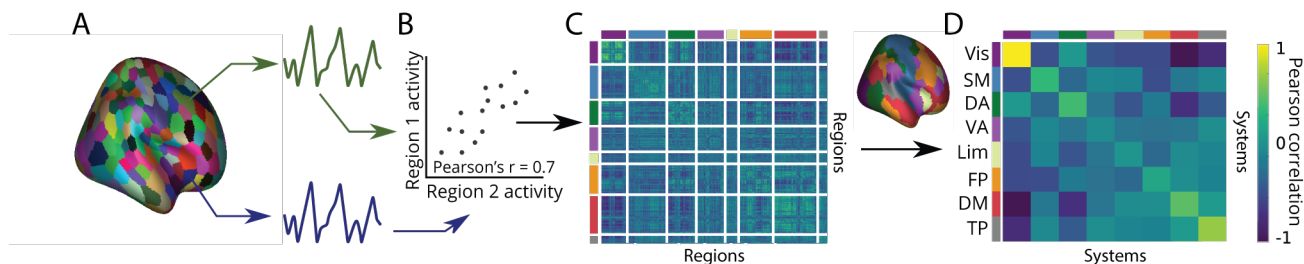 A
B
Region 1 activity
Pearson's r = 0.7
Region 2 activity
C
Regions
Regions
D
Vis
SM
DA
VA
Lim
FP
DM
TP
Systems
Systems
1
0
-1
Pearson correlation